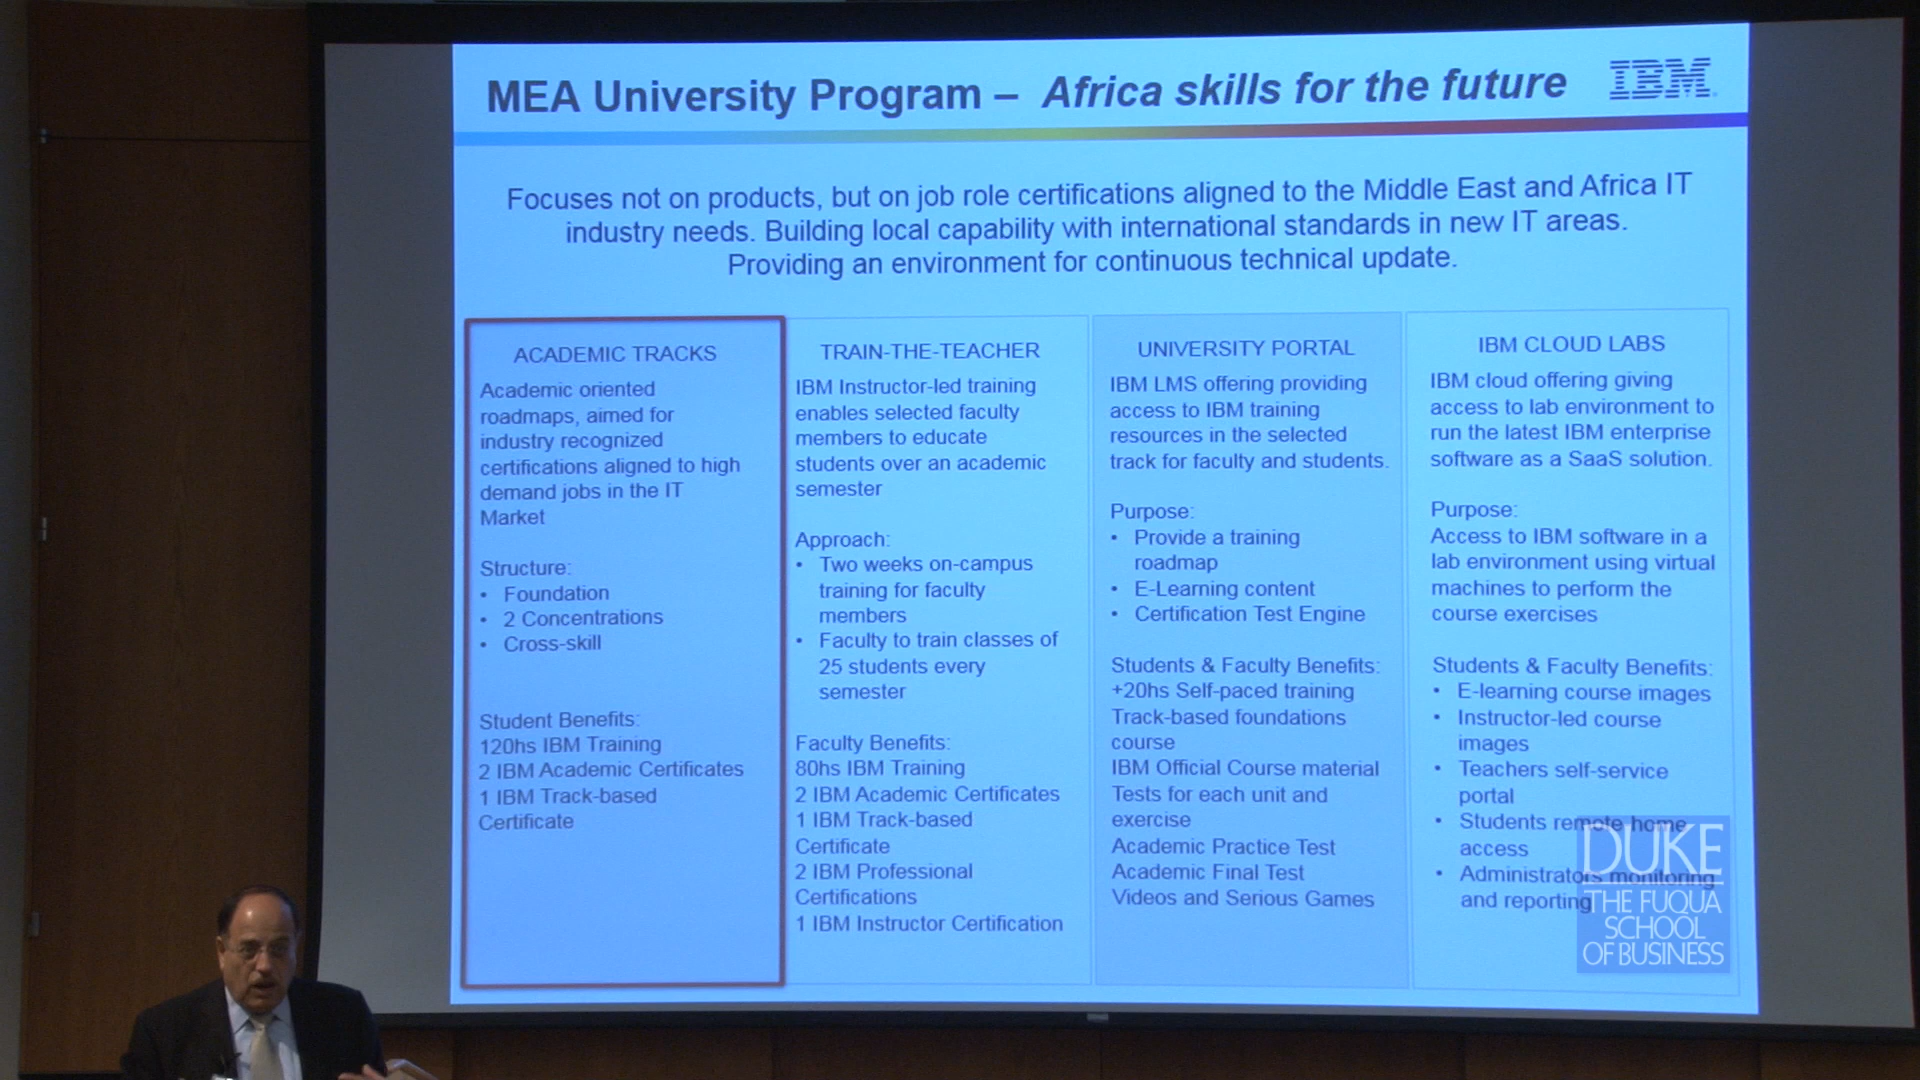 MEA University Program – Africa skills for the future
IBM
Focuses not on products, but on job role certifications aligned to the Middle East and Africa IT
industry needs. Building local capability with international standards in new IT areas.
Providing an environment for continuous technical update.
ACADEMIC TRACKS
Academic oriented
roadmaps, aimed for
industry recognized
certifications aligned to high
demand jobs in the IT
Market
Structure:
• Foundation
• 2 Concentrations
• Cross-skill
Student Benefits:
120hs IBM Training
2 IBM Academic Certificates
1 IBM Track-based
Certificate
TRAIN-THE-TEACHER
IBM Instructor-led training
enables selected faculty
members to educate
students over an academic
semester
Approach:
• Two weeks on-campus
training for faculty
members
• Faculty to train classes of
25 students every
semester
Faculty Benefits:
80hs IBM Training
2 IBM Academic Certificates
1 IBM Track-based
Certificate
2 IBM Professional
Certifications
1 IBM Instructor Certification
UNIVERSITY PORTAL
IBM LMS offering providing
access to IBM training
resources in the selected
track for faculty and students.
Purpose:
• Provide a training
roadmap
• E-Learning content
• Certification Test Engine
Students & Faculty Benefits:
+20hs Self-paced training
Track-based foundations
course
IBM Official Course material
Tests for each unit and
exercise
Academic Practice Test
Academic Final Test
Videos and Serious Games
IBM CLOUD LABS
IBM cloud offering giving
access to lab environment to
run the latest IBM enterprise
software as a SaaS solution.
Purpose:
Access to IBM software in a
lab environment using virtual
machines to perform the
course exercises
Students & Faculty Benefits:
• E-learning course images
• Instructor-led course
images
• Teachers self-service
portal
• Students remote home
access
• Administrators monitoring
and reporting
DUKE
THE FUQUA
SCHOOL
OF BUSINESS